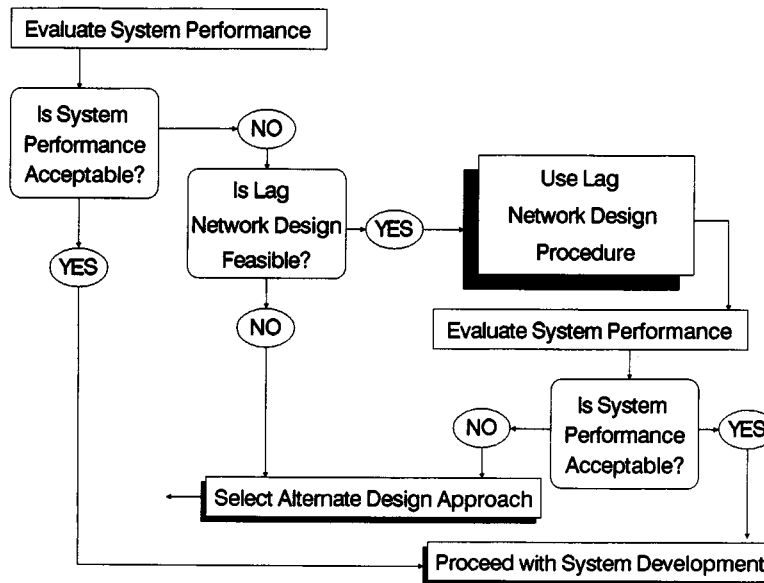 Evaluate System Performance
Is System
Performance
Acceptable?
NO
YES
Is Lag
Network Design
Feasible?
YES
NO
Use Lag
Network Design
Procedure
Evaluate System Performance
Is System
Performance
Acceptable?
NO
YES
Select Alternate Design Approach
Proceed with System Development